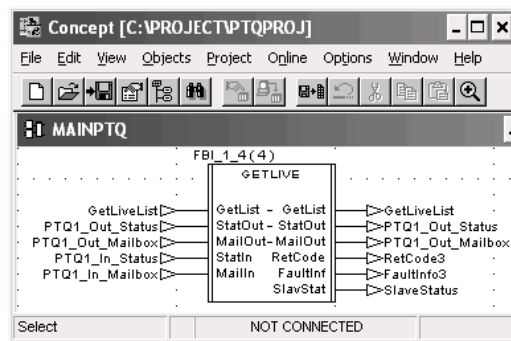 Concept [C:\PROJECT\PTQPROJ]
File Edit View Objects Project Online Options Window Help
MAINPTQ
FBI_1_4(4)
GETLIVE
GetLiveList GetList - GetList GetLiveList
PTQ1_Out_Status StatOut - StatOut PTQ1_Out_Status
PTQ1_Out_Mailbox MailOut-MailOut PTQ1_Out_Mailbox
PTQ1_In_Status StatIn RetCode RetCode3
PTQ1_In_Mailbox MailIn FaultInf FaultInfo3
SlavStat SlaveStatus
Select NOT CONNECTED